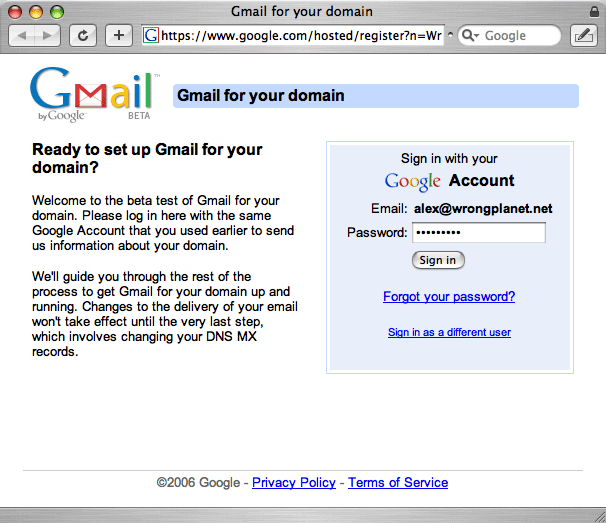 Gmail for your domain
https://www.google.com/hosted/register?n=Wr
Google
Gmail™
by Google
BETA
Gmail for your domain
Ready to set up Gmail for your
domain?
Welcome to the beta test of Gmail for your
domain. Please log in here with the same
Google Account that you used earlier to send
us information about your domain.
We'll guide you through the rest of the
process to get Gmail for your domain up and
running. Changes to the delivery of your email
won't take effect until the very last step,
which involves changing your DNS MX
records.
Sign in with your
Google Account
Email: alex@wrongplanet.net
Password: •••••••••
Sign in
Forgot your password?
Sign in as a different user
©2006 Google - Privacy Policy - Terms of Service